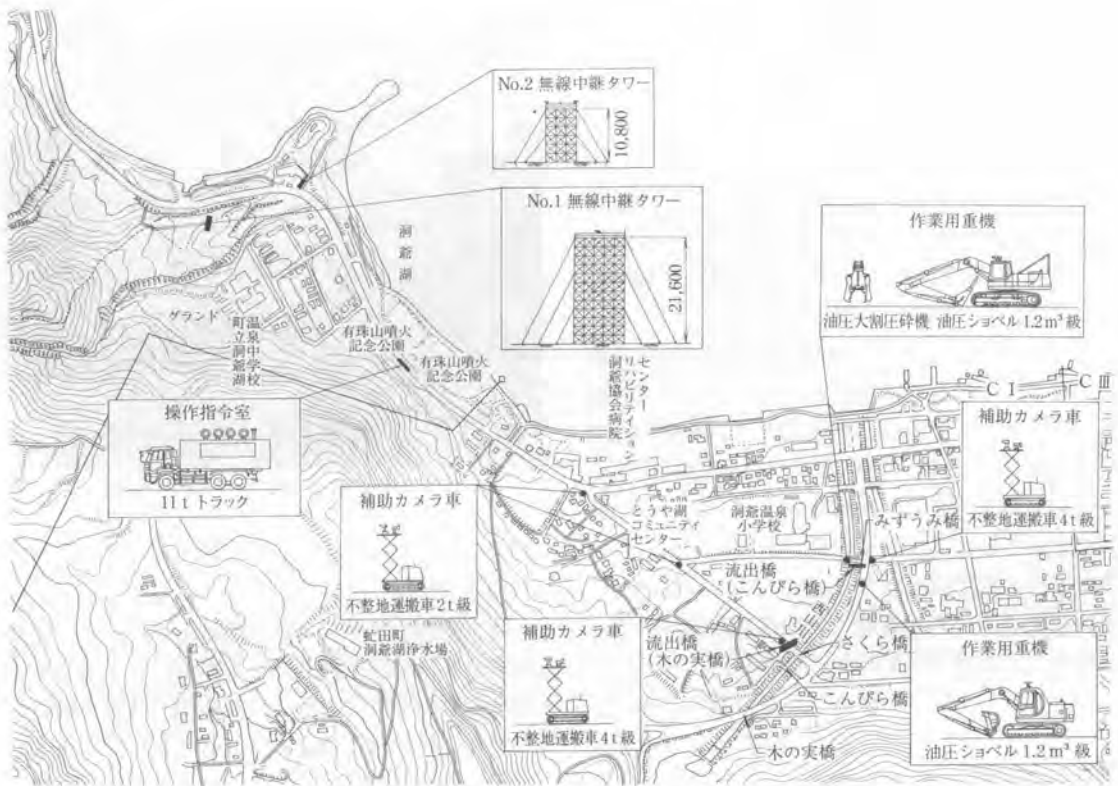 No.2 無線中継タワー
10,800
No.1 無線中継タワー
21,600
洞爺湖
作業用重機
油圧大割圧砕機 油圧ショベル1.2m³級
グランド
町立洞爺湖
温泉中学校
有珠山噴火
記念公園
有珠山噴火
記念公園
洞爺協会病院
リハビリテイション
センター
C I
C III
操作指令室
11tトラック
補助カメラ車
不整地運搬車4t級
補助カメラ車
不整地運搬車2t級
とうや湖
コミュニティ
センター
洞爺温泉
小学校
みずうみ橋
流出橋
(こんぴら橋)
虻田町
洞爺湖浄水場
補助カメラ車
不整地運搬車4t級
流出橋
(木の実橋)
西
さくら橋
こんぴら橋
木の実橋
作業用重機
油圧ショベル1.2m³級